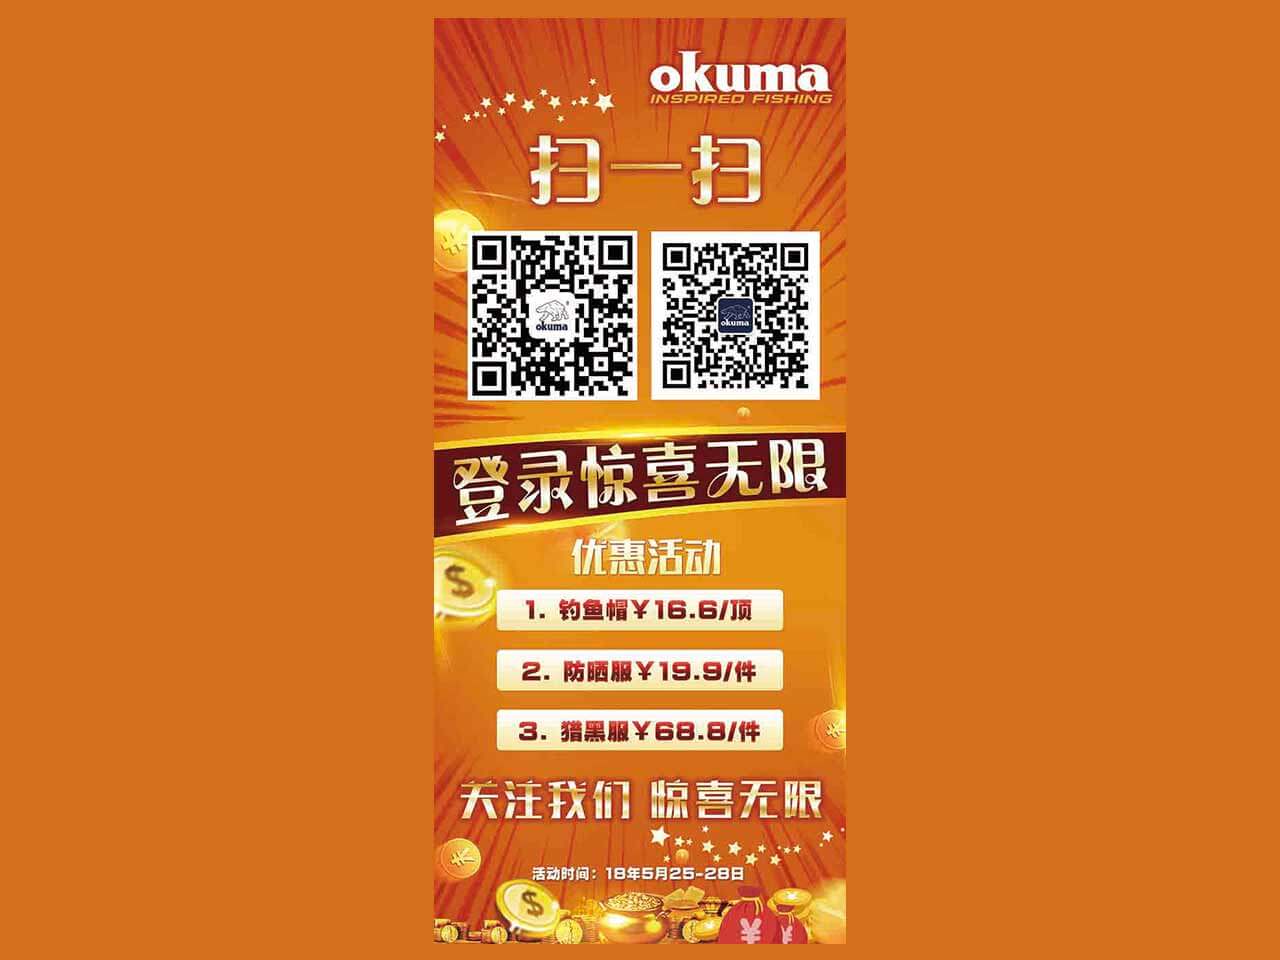 okuma
INSPIRED FISHING
扫一扫
okuma
okuma
登录惊喜无限
优惠活动
1. 钓鱼帽￥16.6/顶
2. 防晒服￥19.9/件
3. 猎黑服￥68.8/件
关注我们 惊喜无限
活动时间：18年5月25-28日